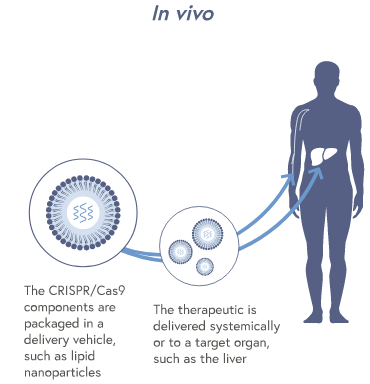 In vivo
The CRISPR/Cas9
components are
packaged in a
delivery vehicle,
such as lipid
nanoparticles
The therapeutic is
delivered systemically
or to a target organ,
such as the liver